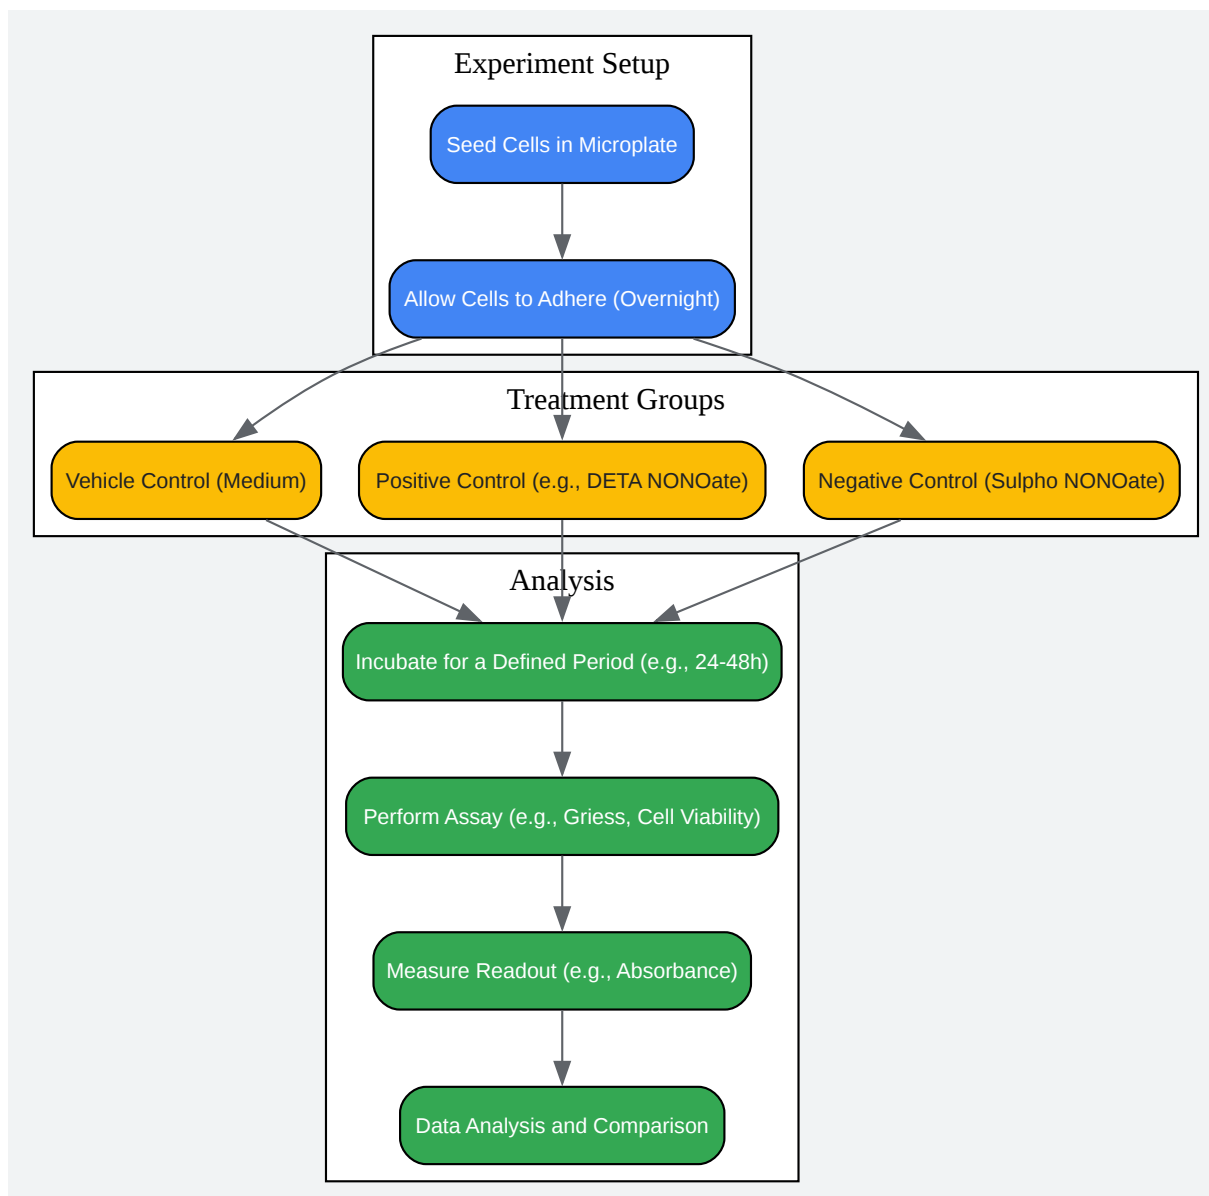 Experiment Setup
Seed Cells in Microplate
Allow Cells to Adhere (Overnight)
Treatment Groups
Vehicle Control (Medium)
Positive Control (e.g., DETA NONOate)
Negative Control (Sulpho NONOate)
Analysis
Incubate for a Defined Period (e.g., 24-48h)
Perform Assay (e.g., Griess, Cell Viability)
Measure Readout (e.g., Absorbance)
Data Analysis and Comparison